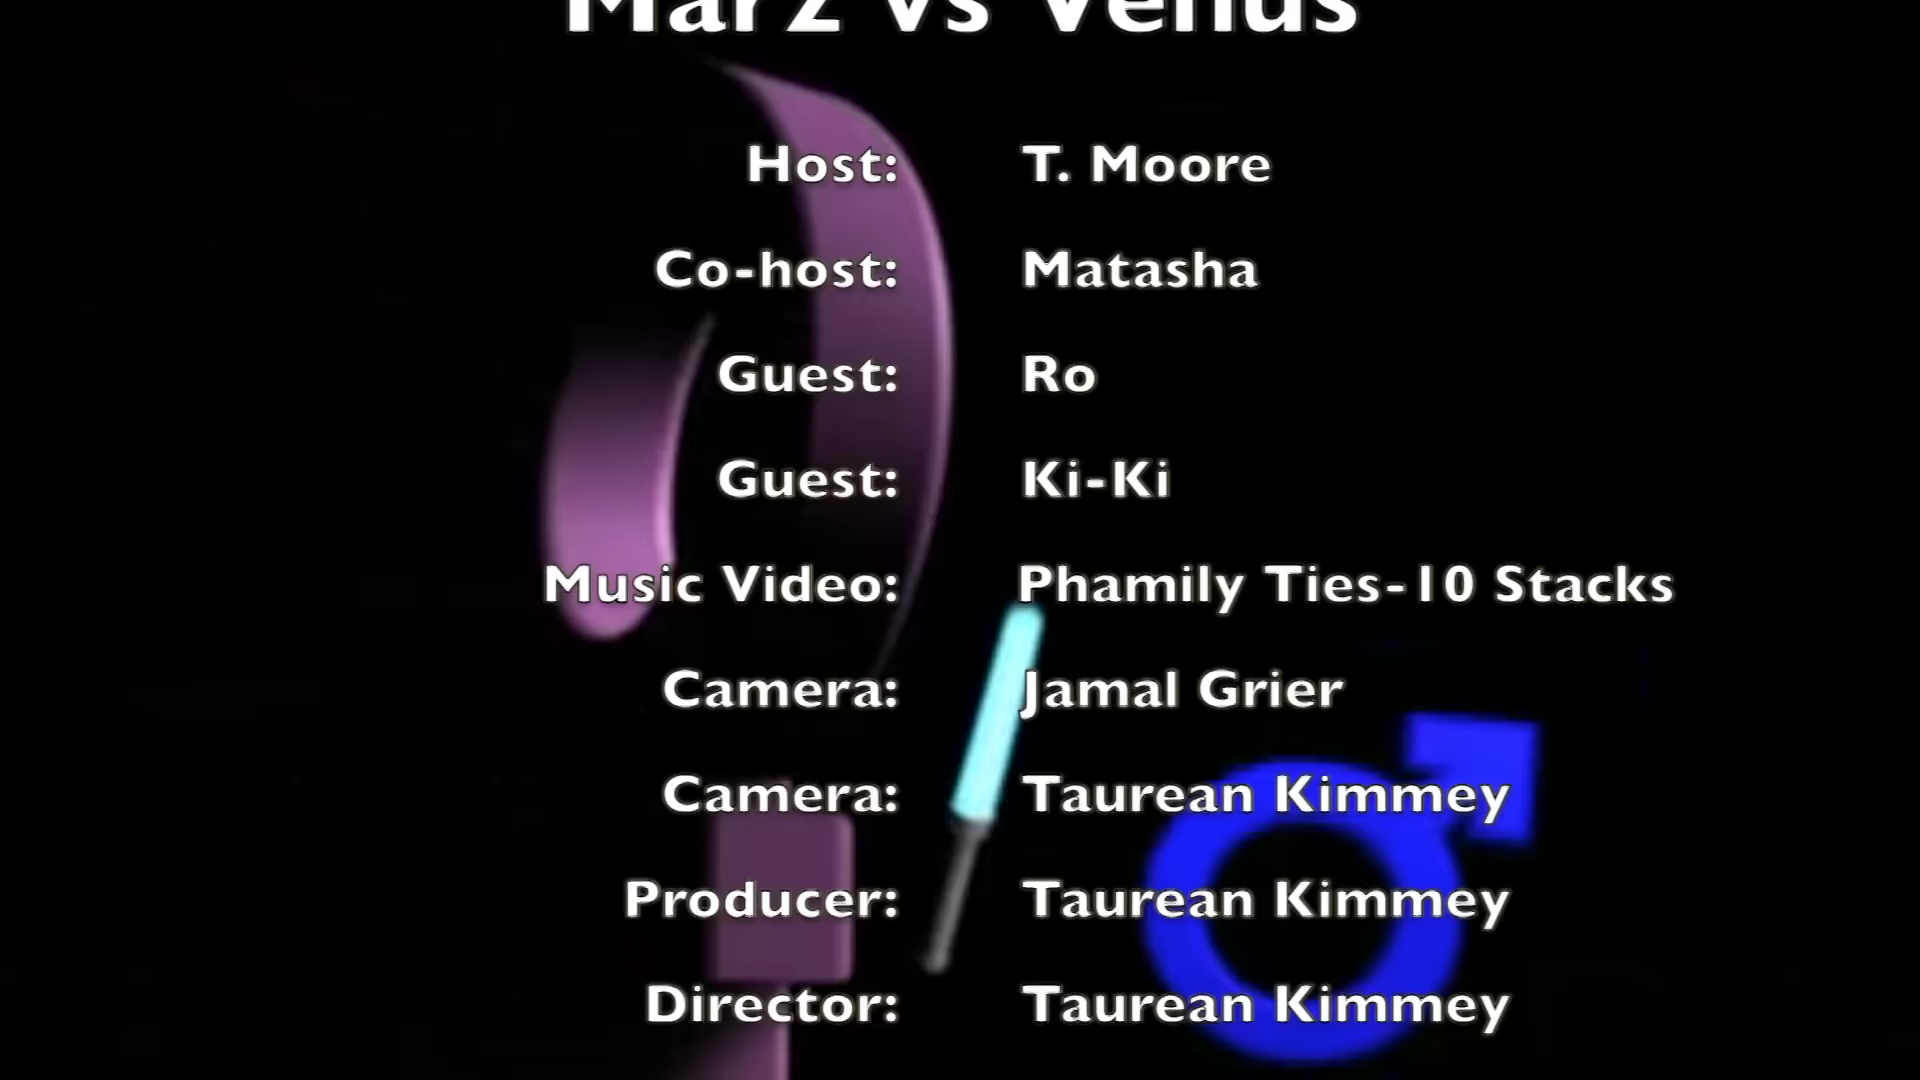 Marz vs Venus
Host: T. Moore
Co-host: Matasha
Guest: Ro
Guest: Ki-Ki
Music Video: Phamily Ties-10 Stacks
Camera: Jamal Grier
Camera: Taurean Kimmey
Producer: Taurean Kimmey
Director: Taurean Kimmey